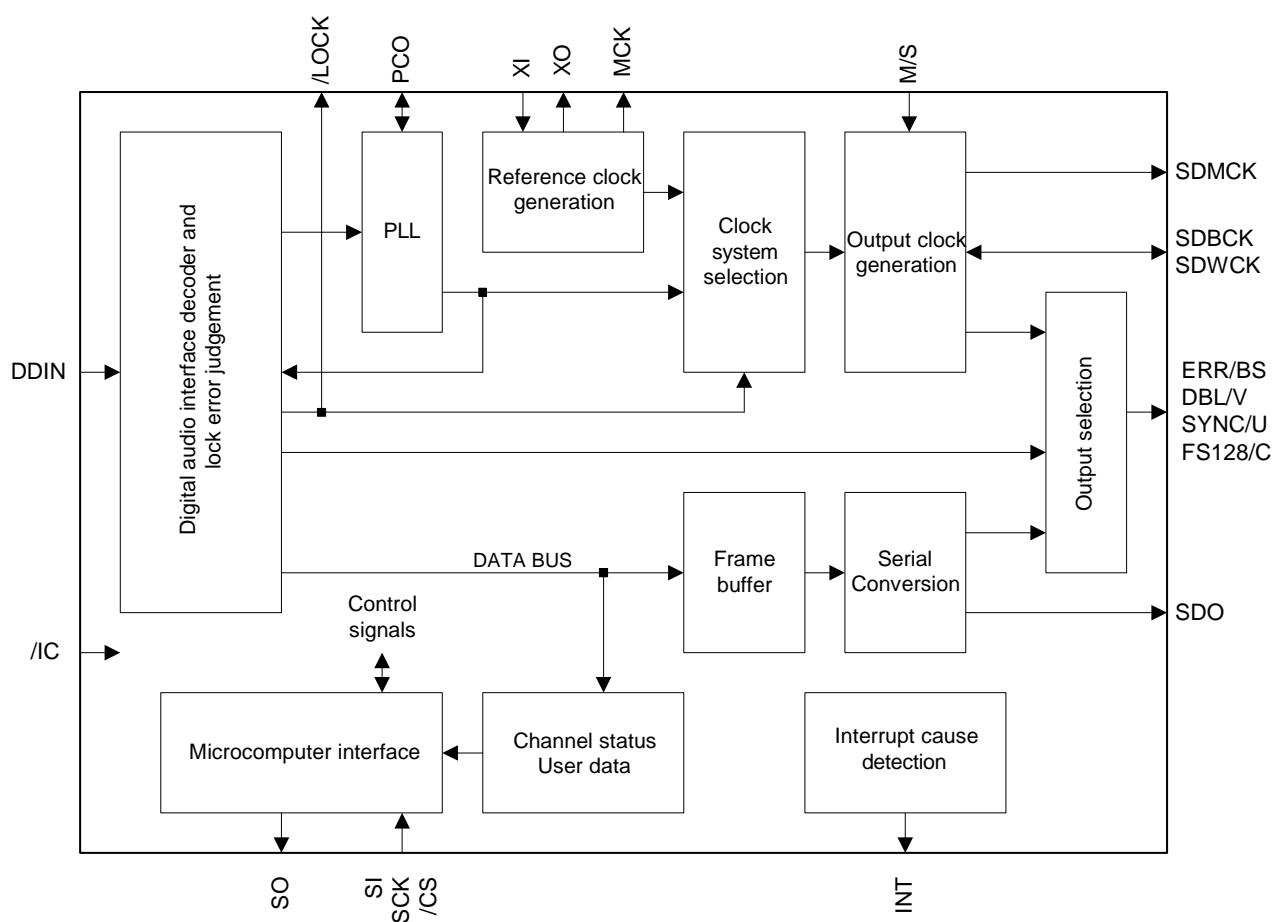 /LOCK
PCO
XI
XO
MCK
M/S
Digital audio interface decoder and
lock error judgement
PLL
Reference clock
generation
Clock
system
selection
Output clock
generation
SDMCK
SDBCK
SDWCK
DDIN
Output selection
ERR/BS
DBL/V
SYNC/U
FS128/C
DATA BUS
Frame
buffer
Serial
Conversion
SDO
Control
signals
/IC
Microcomputer interface
Channel status
User data
Interrupt cause
detection
SO
SI
SCK
/CS
INT